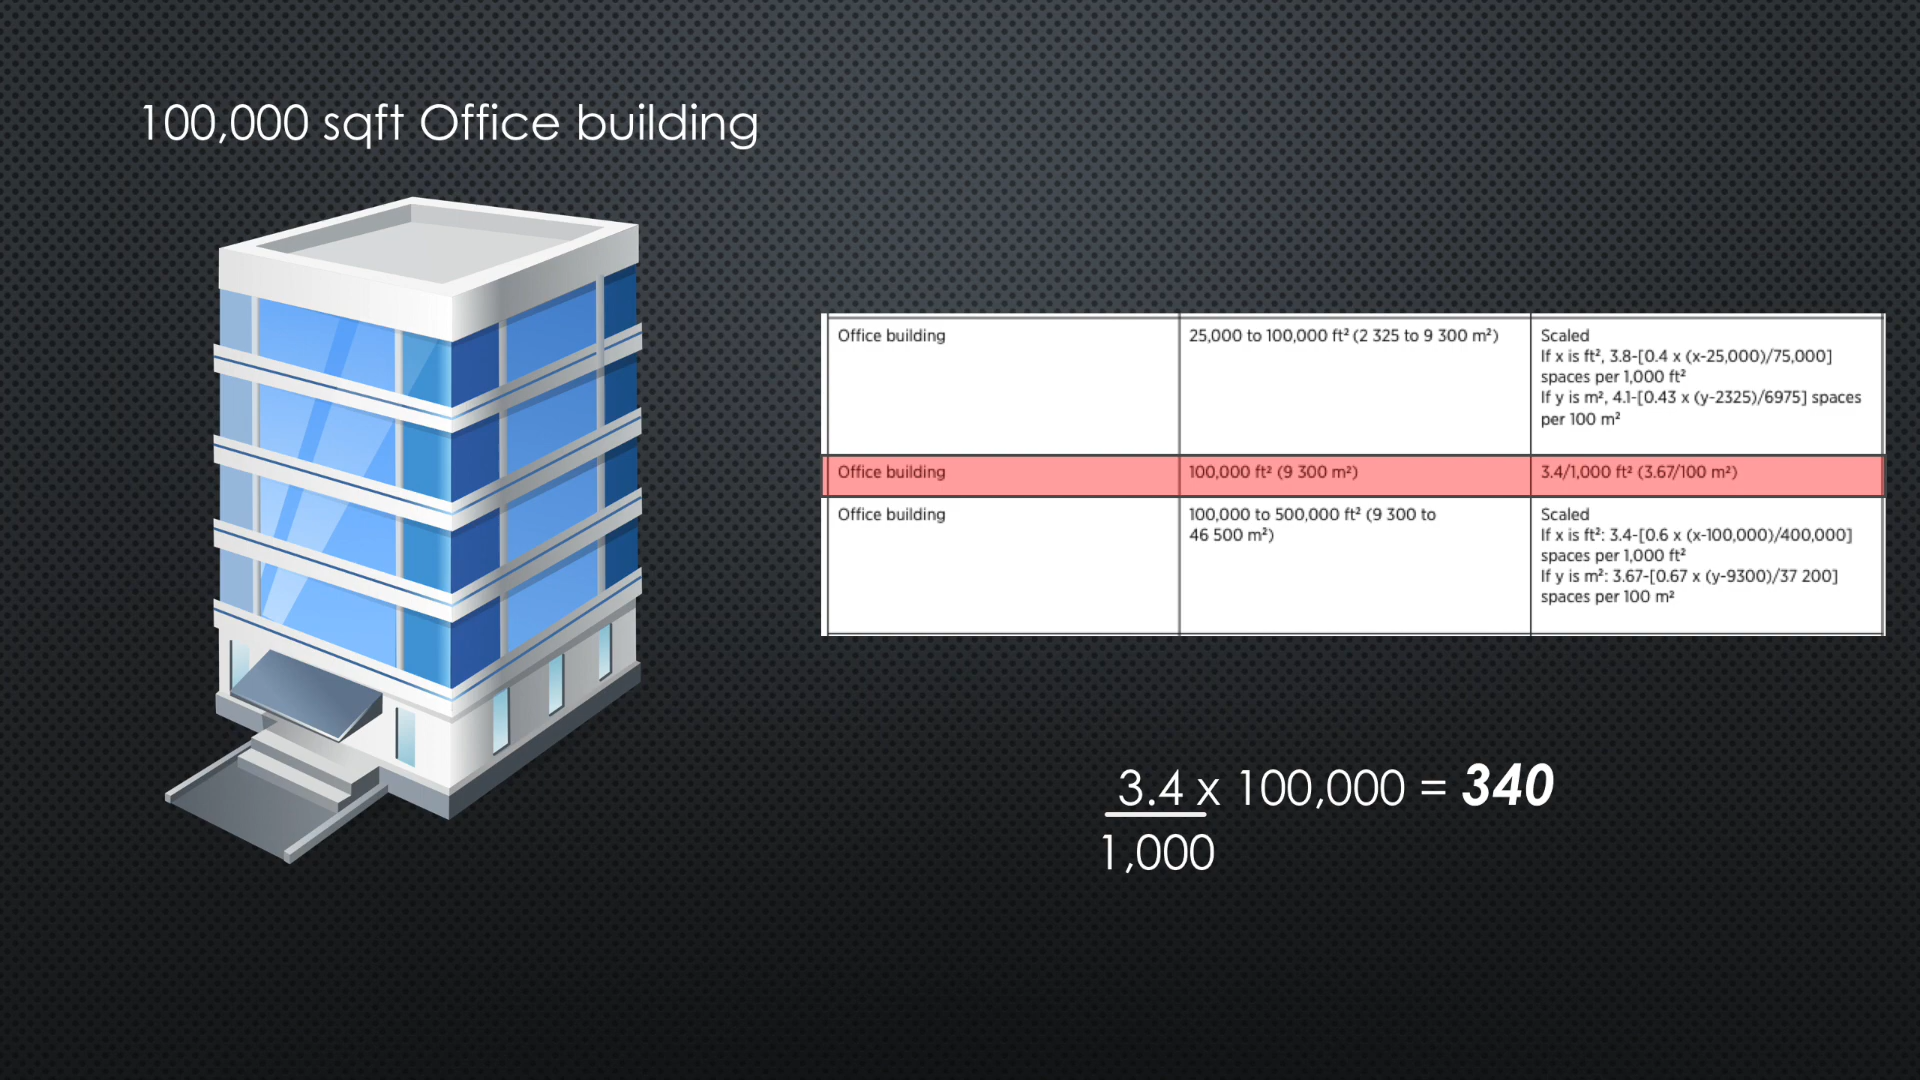 100,000 sqft Office building
Office building
25,000 to 100,000 ft² (2 325 to 9 300 m²)
Scaled
If x is ft², 3.8-[0.4 x (x-25,000)/75,000]
spaces per 1,000 ft²
If y is m², 4.1-[0.43 x (y-2325)/6975] spaces
per 100 m²
Office building
100,000 ft² (9 300 m²)
3.4/1,000 ft² (3.67/100 m²)
Office building
100,000 to 500,000 ft² (9 300 to
46 500 m²)
Scaled
If x is ft²: 3.4-[0.6 x (x-100,000)/400,000]
spaces per 1,000 ft²
If y is m²: 3.67-[0.67 x (y-9300)/37 200]
spaces per 100 m²
3.4 x 100,000 = 340
1,000